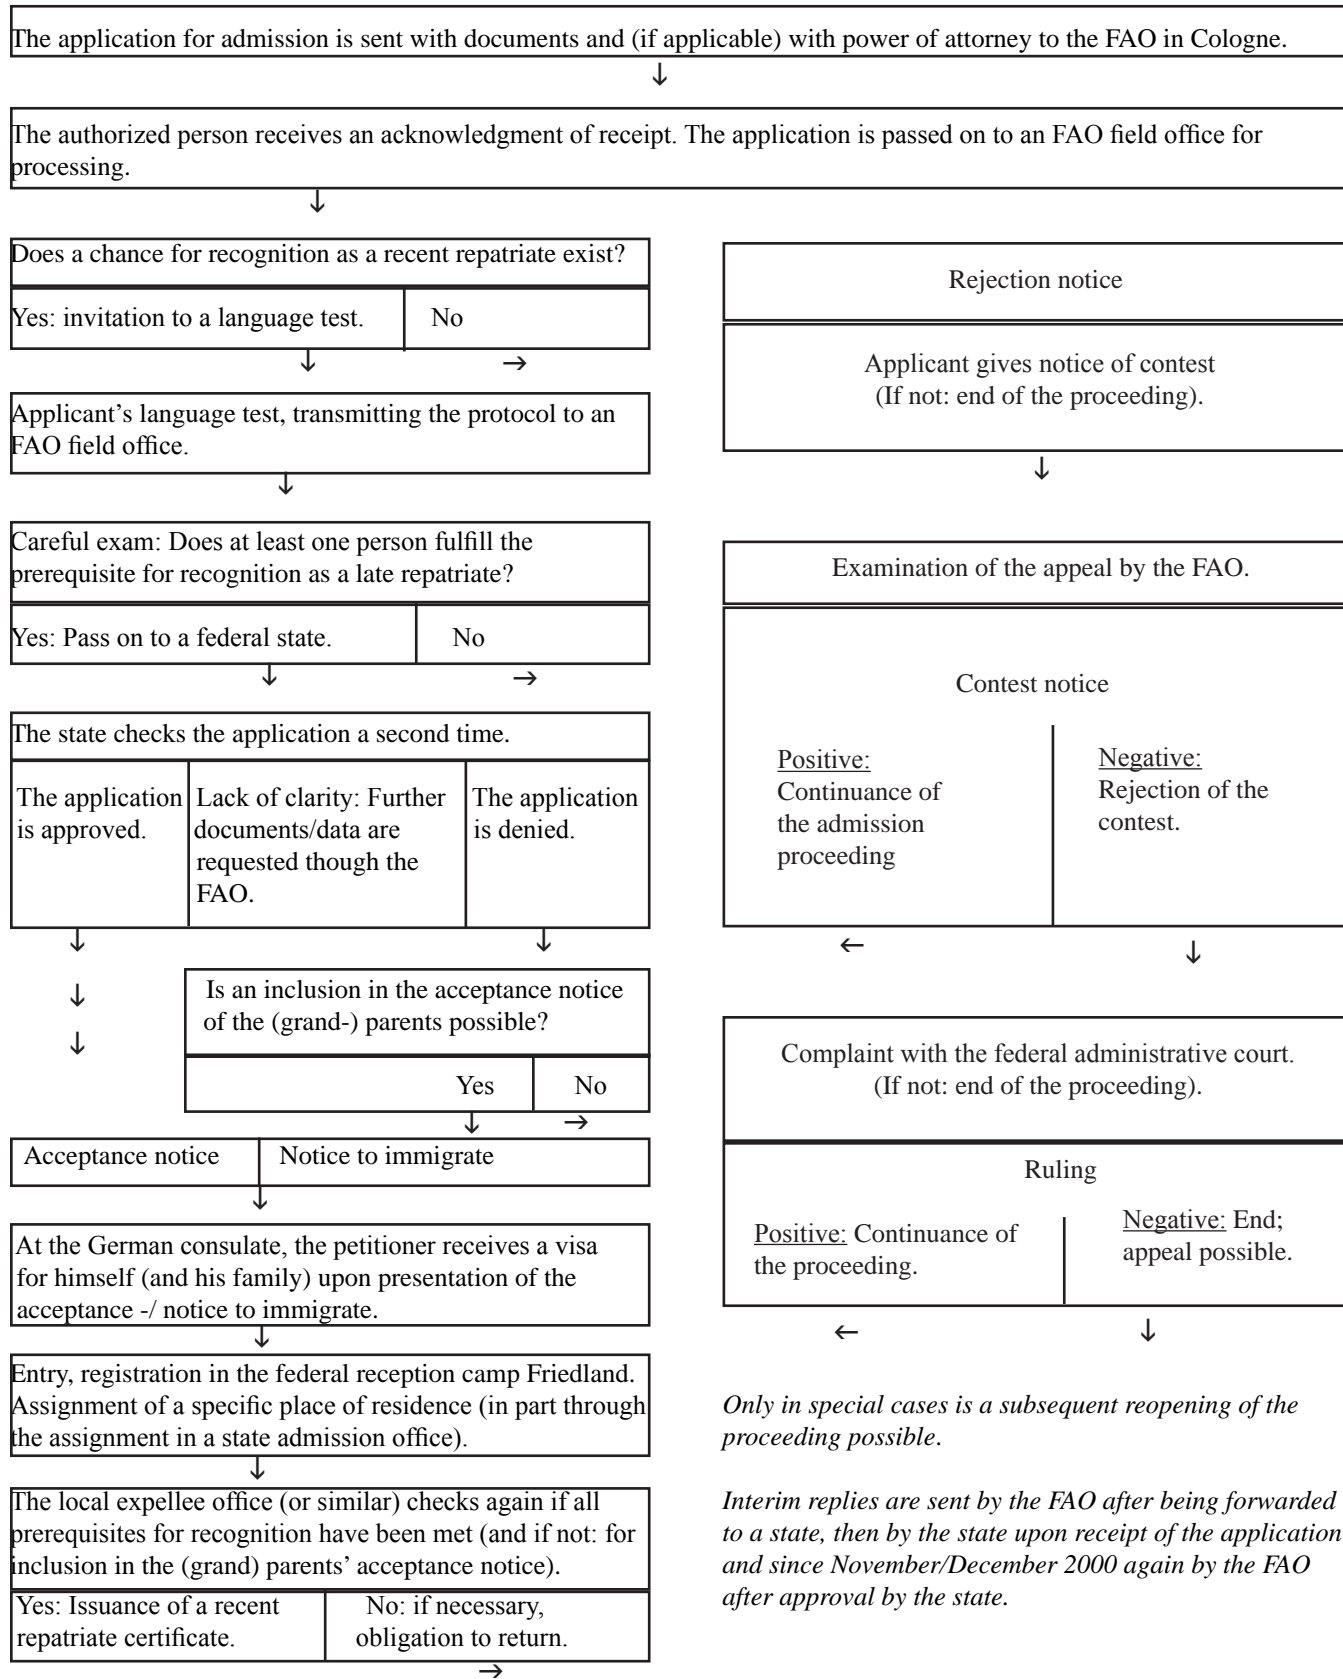 The application for admission is sent with documents and (if applicable) with power of attorney to the FAO in Cologne.
↓
The authorized person receives an acknowledgment of receipt. The application is passed on to an FAO field office for
processing.
↓
Does a chance for recognition as a recent repatriate exist?
Yes: invitation to a language test.
No
↓
→
Applicant's language test, transmitting the protocol to an
FAO field office.
↓
Careful exam: Does at least one person fulfill the
prerequisite for recognition as a late repatriate?
Yes: Pass on to a federal state.
No
↓
→
The state checks the application a second time.
The application
is approved.
Lack of clarity: Further
documents/data are
requested though the
FAO.
The application
is denied.
↓
↓
↓
↓
Is an inclusion in the acceptance notice
of the (grand-) parents possible?
Yes
No
↓
→
Acceptance notice
Notice to immigrate
↓
At the German consulate, the petitioner receives a visa
for himself (and his family) upon presentation of the
acceptance -/ notice to immigrate.
↓
Entry, registration in the federal reception camp Friedland.
Assignment of a specific place of residence (in part through
the assignment in a state admission office).
↓
The local expellee office (or similar) checks again if all
prerequisites for recognition have been met (and if not: for
inclusion in the (grand) parents' acceptance notice).
Yes: Issuance of a recent
repatriate certificate.
No: if necessary,
obligation to return.
→
Rejection notice
Applicant gives notice of contest
(If not: end of the proceeding).
↓
Examination of the appeal by the FAO.
Contest notice
Positive:
Continuance of
the admission
proceeding
Negative:
Rejection of the
contest.
←
↓
Complaint with the federal administrative court.
(If not: end of the proceeding).
Ruling
Positive: Continuance of
the proceeding.
Negative: End;
appeal possible.
←
↓
Only in special cases is a subsequent reopening of the
proceeding possible.
Interim replies are sent by the FAO after being forwarded
to a state, then by the state upon receipt of the application
and since November/December 2000 again by the FAO
after approval by the state.